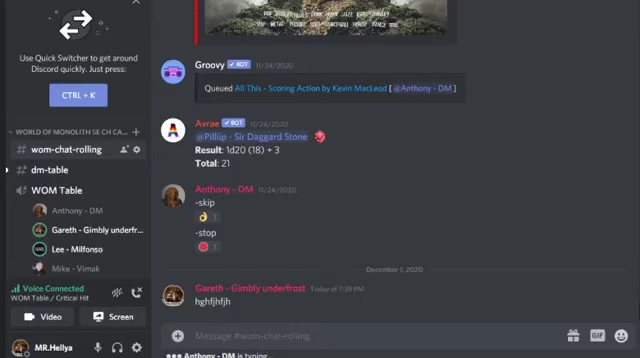 Use Quick Switcher to get around
Discord quickly. Just press:
CTRL + K
WORLD OF MONOLITH SE CH CA...
# wom-chat-rolling
# dm-table
WOM Table
Anthony - DM
Gareth - Gimbly underfr...
Lee - Milfonso
Mike - Vimak
Voice Connected
WOM Table / Critical Hit
Video
Screen
MR.Hellya
Groovy ✓ BOT 11/24/2020
Queued All This - Scoring Action by Kevin MacLeod [@Anthony - DM]
Avrae ✓ BOT 11/24/2020
@Pilliip - Sir Daggard Stone
Result: 1d20 (18) + 3
Total: 21
Anthony - DM 11/24/2020
-skip
1
-stop
1
December 1, 2020
Gareth - Gimbly underfrost Today at 7:39 PM
hghfjhfjh
Message #wom-chat-rolling
GIF
Anthony - DM is typing...